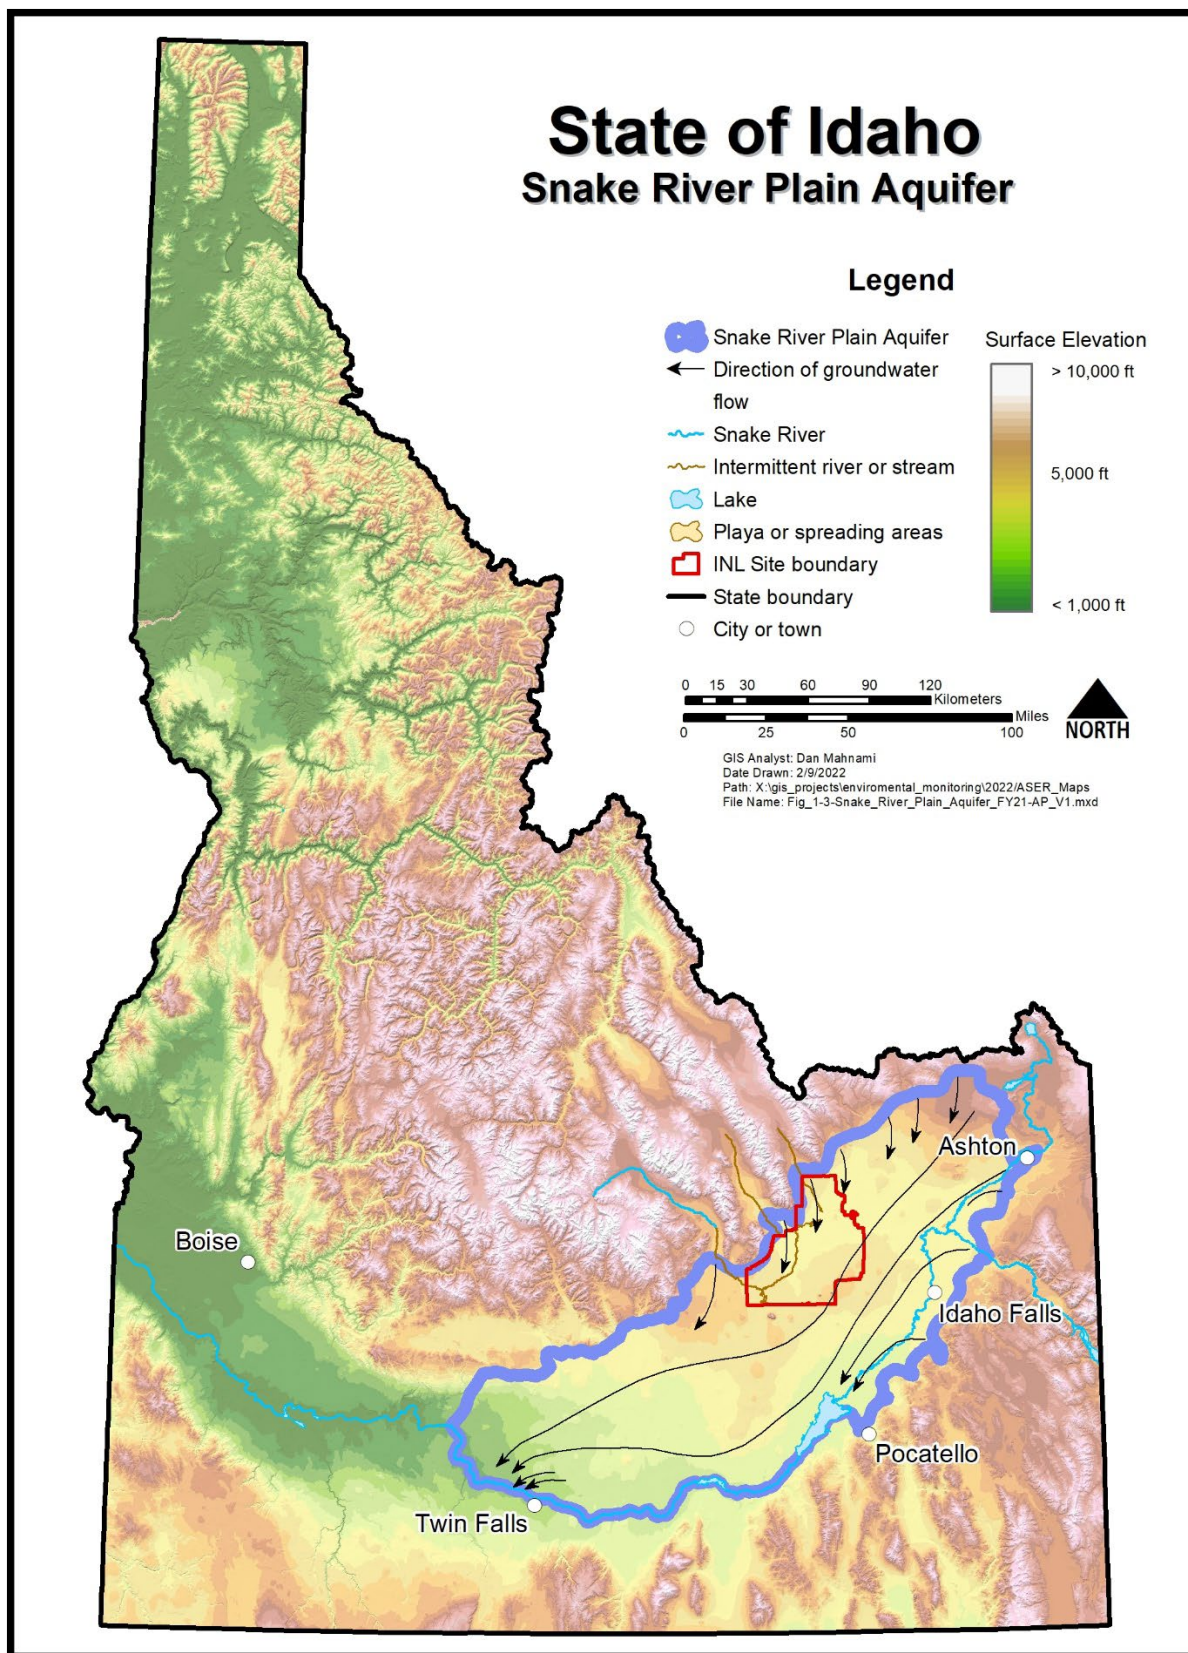 State of Idaho
Snake River Plain Aquifer
Legend
Snake River Plain Aquifer
Direction of groundwater
flow
Snake River
Intermittent river or stream
Lake
Playa or spreading areas
INL Site boundary
State boundary
City or town
Surface Elevation
> 10,000 ft
5,000 ft
< 1,000 ft
0 15 30 60 90 120
Kilometers
Miles
0 25 50 100
NORTH
GIS Analyst: Dan Mahnami
Date Drawn: 2/9/2022
Path: X:\gis_projects\enviromental_monitoring\2022/ASER_Maps
File Name: Fig_1-3-Snake_River_Plain_Aquifer_FY21-AP_V1.mxd
Ashton
Boise
Idaho Falls
Pocatello
Twin Falls